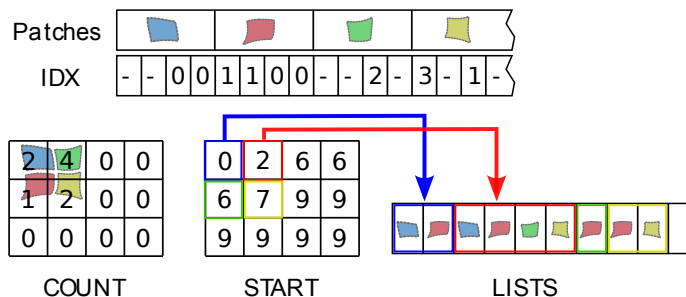 Patches
IDX - - 0 0 1 1 0 0 - - 2 - 3 - 1 -
2 4 0 0 0 2 6 6
1 2 0 0 6 7 9 9
0 0 0 0 9 9 9 9
COUNT START LISTS